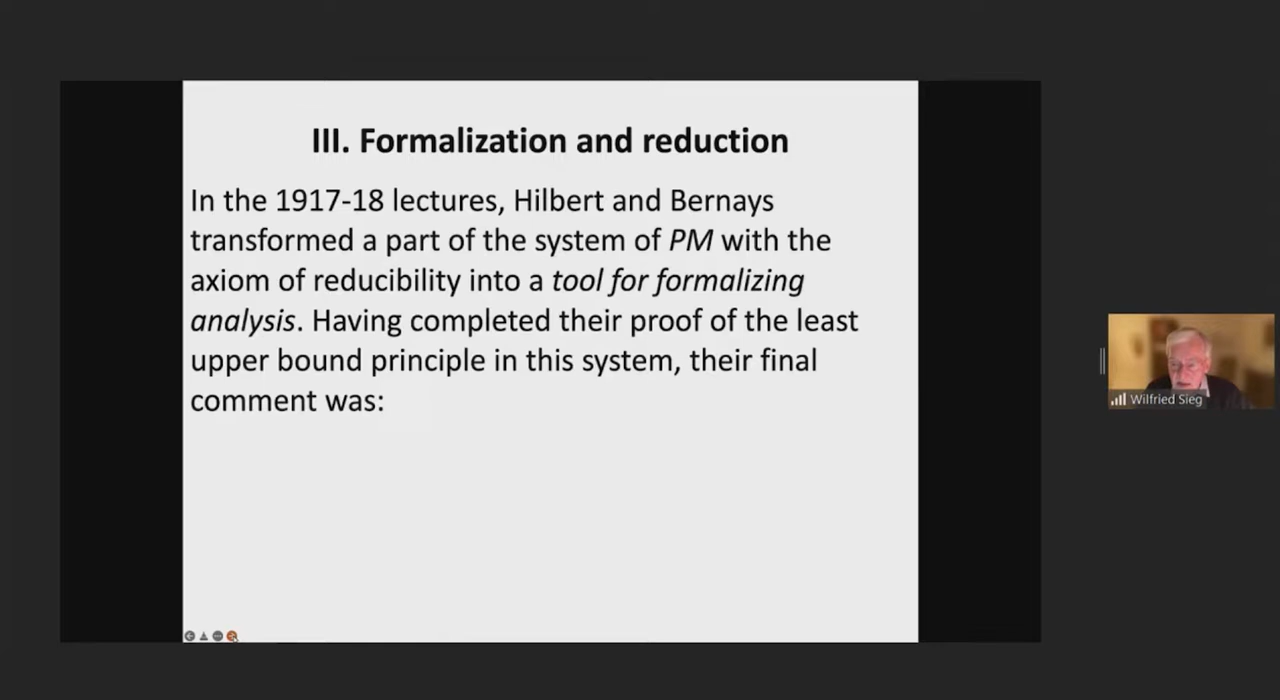 III. Formalization and reduction
In the 1917-18 lectures, Hilbert and Bernays
transformed a part of the system of PM with the
axiom of reducibility into a tool for formalizing
analysis. Having completed their proof of the least
upper bound principle in this system, their final
comment was:
Wilfried Sieg